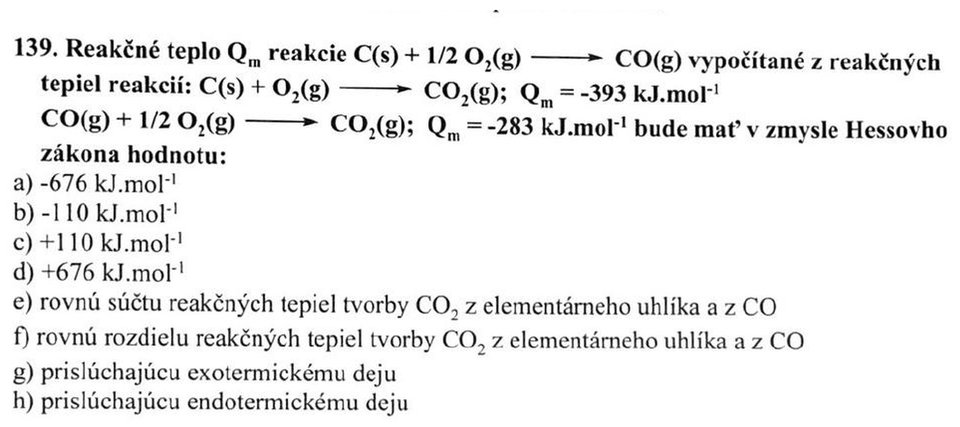 139. Reakčné teplo Qₘ reakcie C(s) + 1/2 O₂(g) ⟶ CO(g) vypočítané z reakčných
tepiel reakcií: C(s) + O₂(g) ⟶ CO₂(g); Qₘ = -393 kJ.mol⁻¹
CO(g) + 1/2 O₂(g) ⟶ CO₂(g); Qₘ = -283 kJ.mol⁻¹ bude mať v zmysle Hessovho
zákona hodnotu:
a) -676 kJ.mol⁻¹
b) -110 kJ.mol⁻¹
c) +110 kJ.mol⁻¹
d) +676 kJ.mol⁻¹
e) rovnú súčtu reakčných tepiel tvorby CO₂ z elementárneho uhlíka a z CO
f) rovnú rozdielu reakčných tepiel tvorby CO₂ z elementárneho uhlíka a z CO
g) prislúchajúcu exotermickému deju
h) prislúchajúcu endotermickému deju